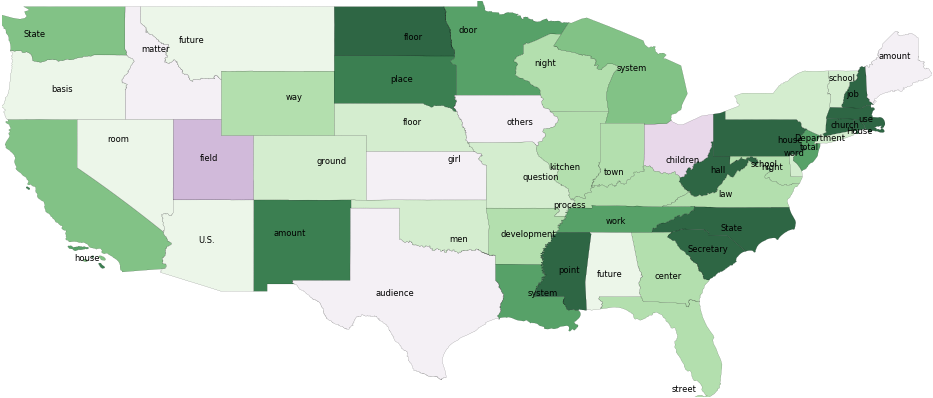 State
matter
future
floor
door
system
amount
basis
way
place
night
school
job
room
field
ground
floor
others
kitchen
town
children
house
church
use
House
Department
total
word
girl
question
hall
school
night
law
U.S.
amount
men
process
development
work
State
Secretary
house
audience
system
point
future
center
street